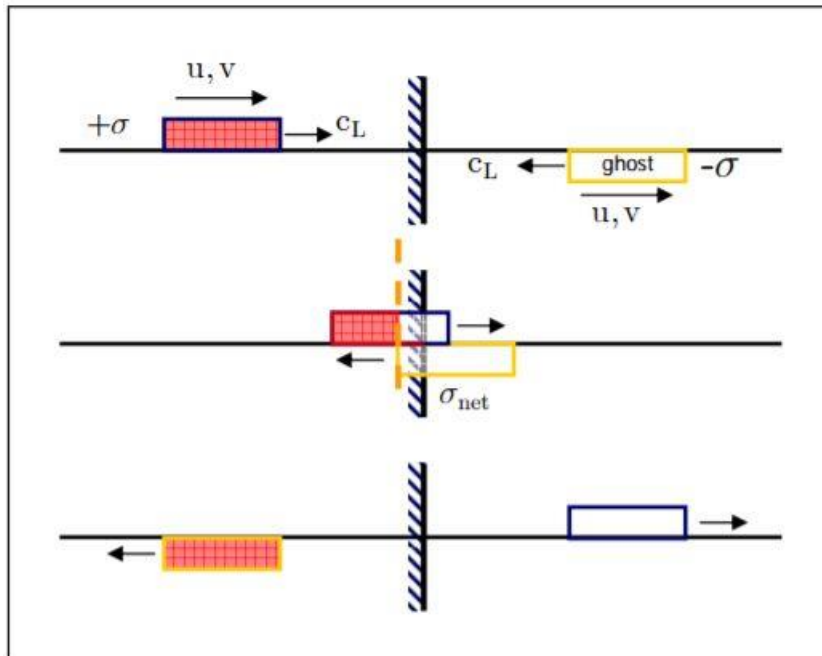 u, v
+σ
c_L
c_L
ghost
-σ
u, v
σ_net